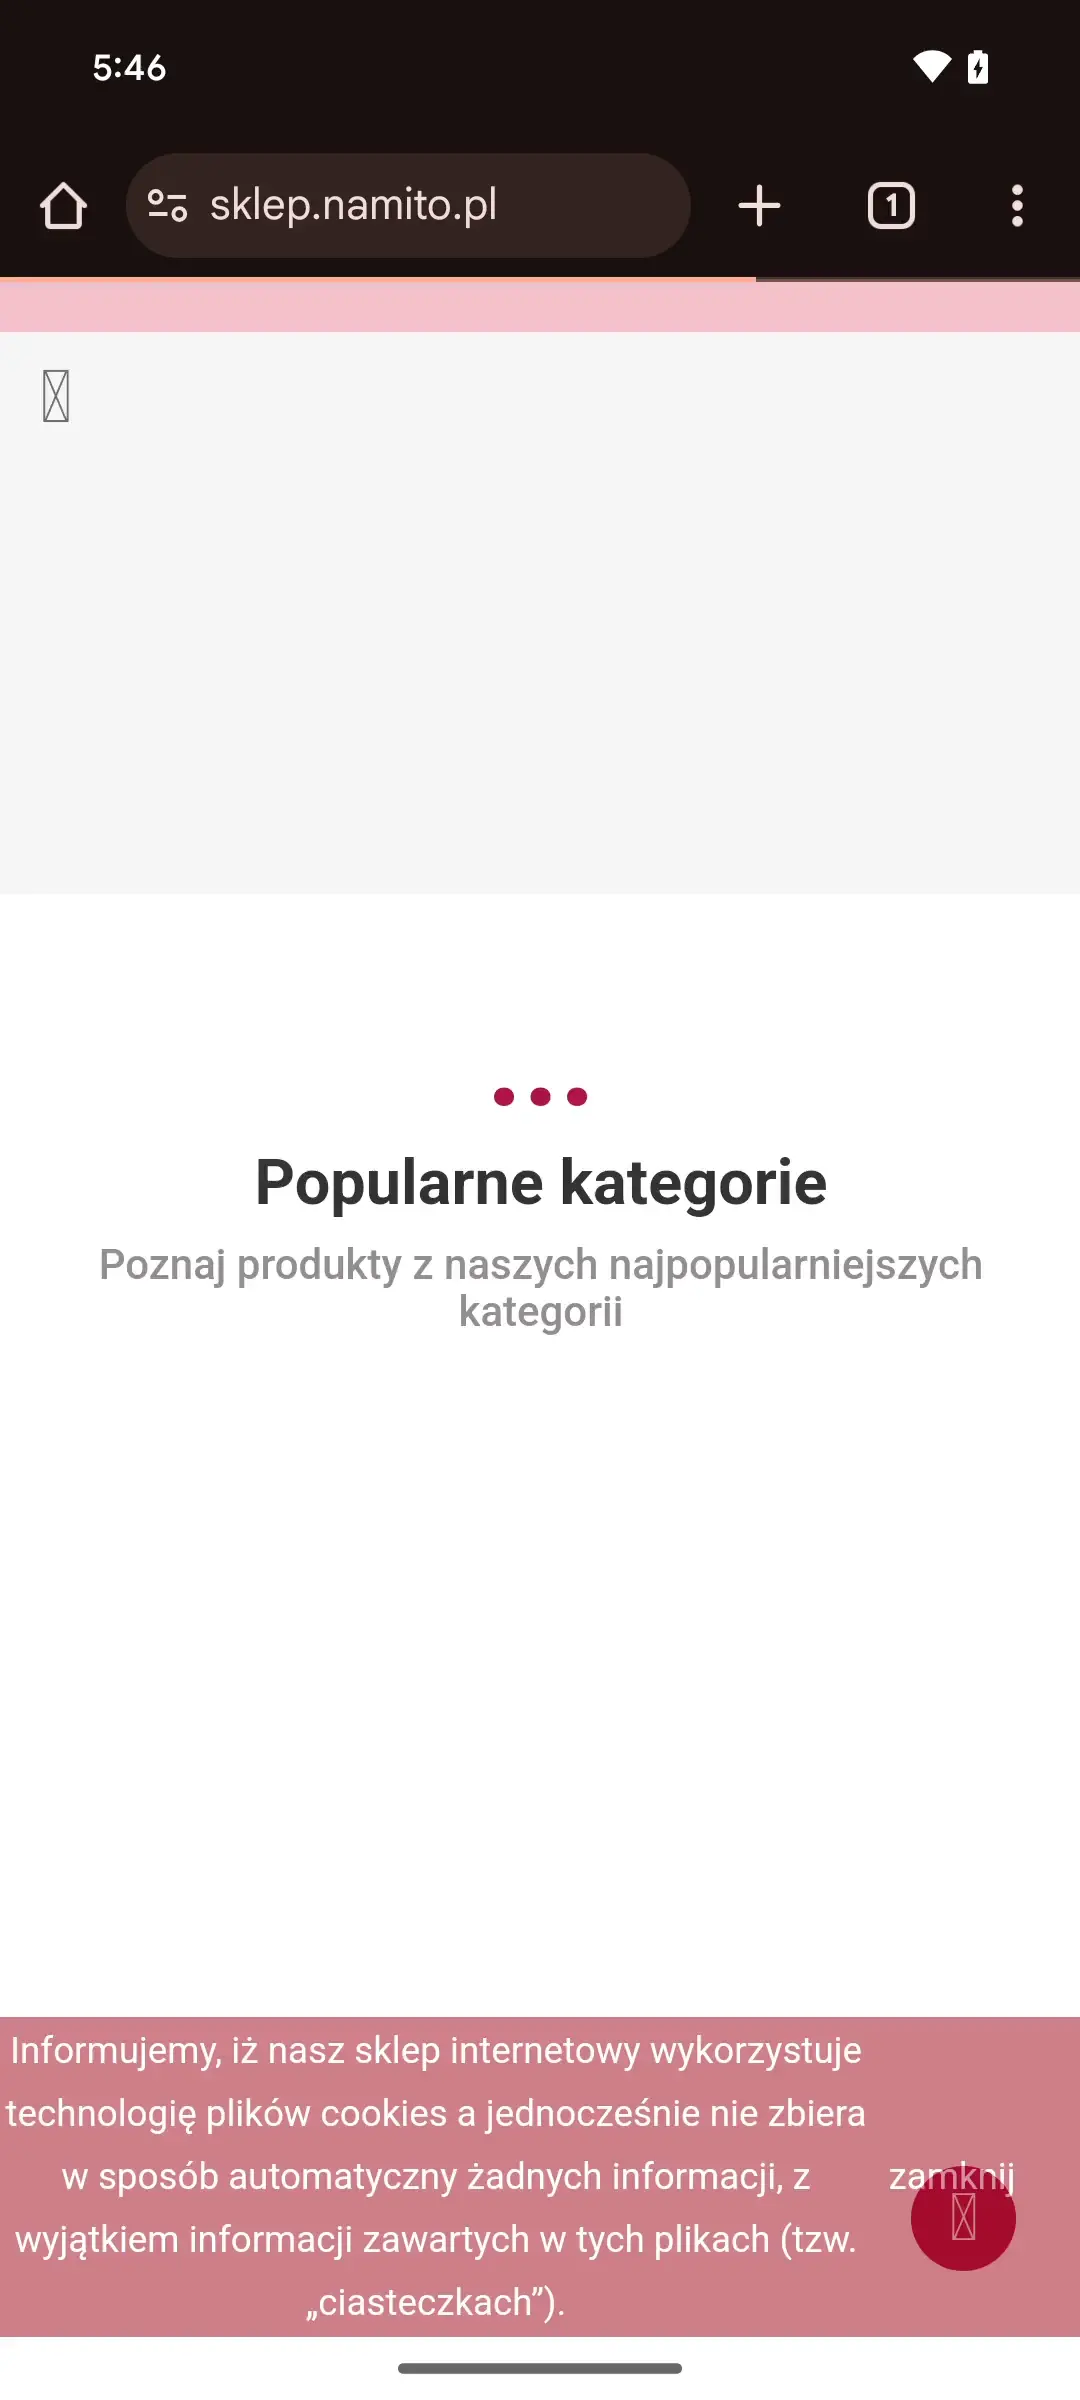 5:46
sklep.namito.pl
1
Popularne kategorie
Poznaj produkty z naszych najpopularniejszych
kategorii
Informujemy, iż nasz sklep internetowy wykorzystuje
technologię plików cookies a jednocześnie nie zbiera
w sposób automatyczny żadnych informacji, z
wyjątkiem informacji zawartych w tych plikach (tzw.
„ciasteczkach”).
zamknij